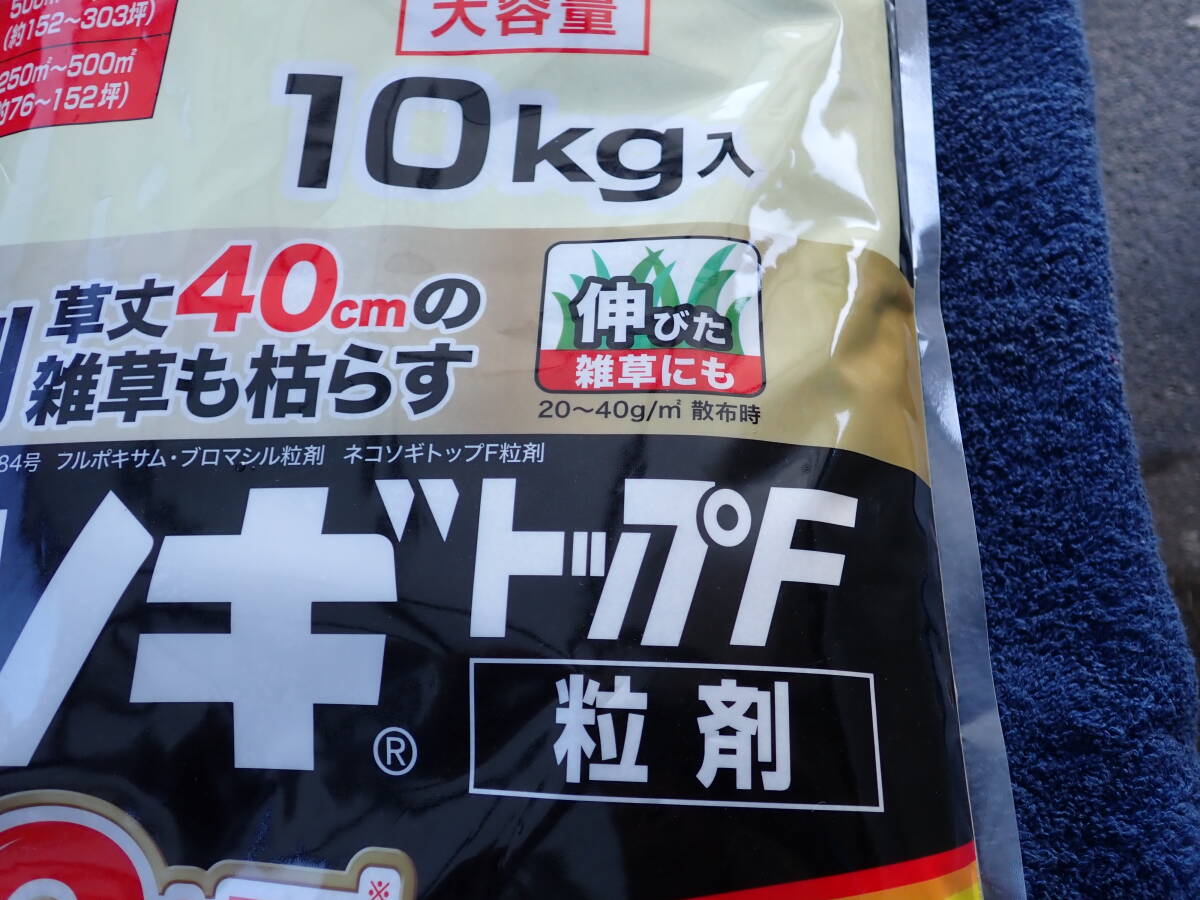 (約152～303坪)
250㎡～500㎡
約76～152坪)
大容量
10kg入
草丈40cmの
雑草も枯らす
伸びた
雑草にも
20～40g/㎡ 散布時
84号 フルポキサム・ブロマシル粒剤 ネコソギトップF粒剤
ソギトップF
®
粒剤
※